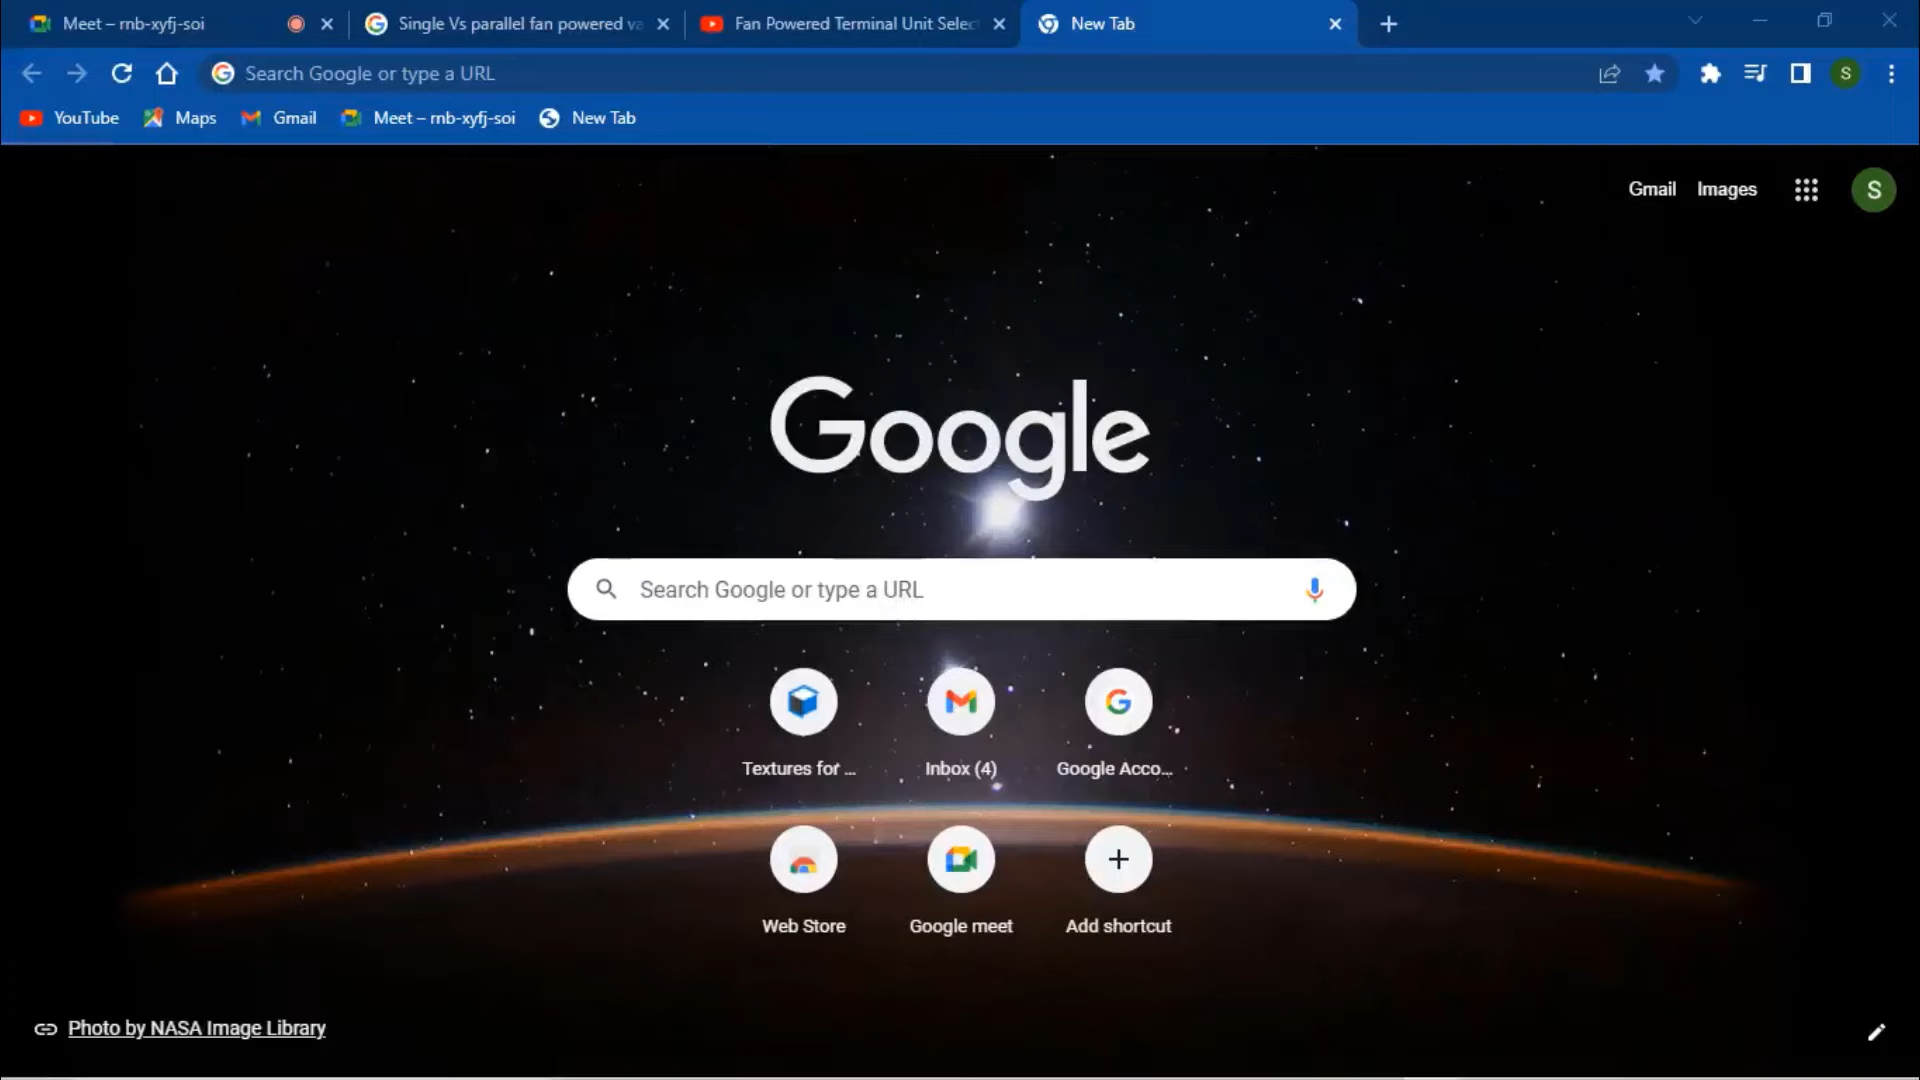 Meet – rnb-xyfj-soi
Single Vs parallel fan powered va
Fan Powered Terminal Unit Selec
New Tab
Search Google or type a URL
S
YouTube
Maps
Gmail
Meet – rnb-xyfj-soi
New Tab
Gmail Images
S
Google
Search Google or type a URL
Textures for ...
Inbox (4)
Google Acco...
Web Store
Google meet
Add shortcut
Photo by NASA Image Library